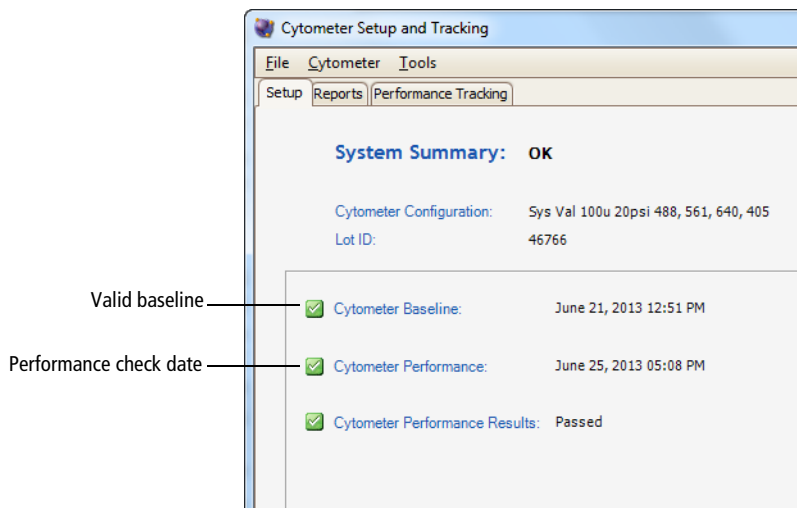 Cytometer Setup and Tracking
File Cytometer Tools
Setup Reports Performance Tracking
System Summary: OK
Cytometer Configuration: Sys Val 100u 20psi 488, 561, 640, 405
Lot ID: 46766
Valid baseline
Cytometer Baseline: June 21, 2013 12:51 PM
Performance check date
Cytometer Performance: June 25, 2013 05:08 PM
Cytometer Performance Results: Passed